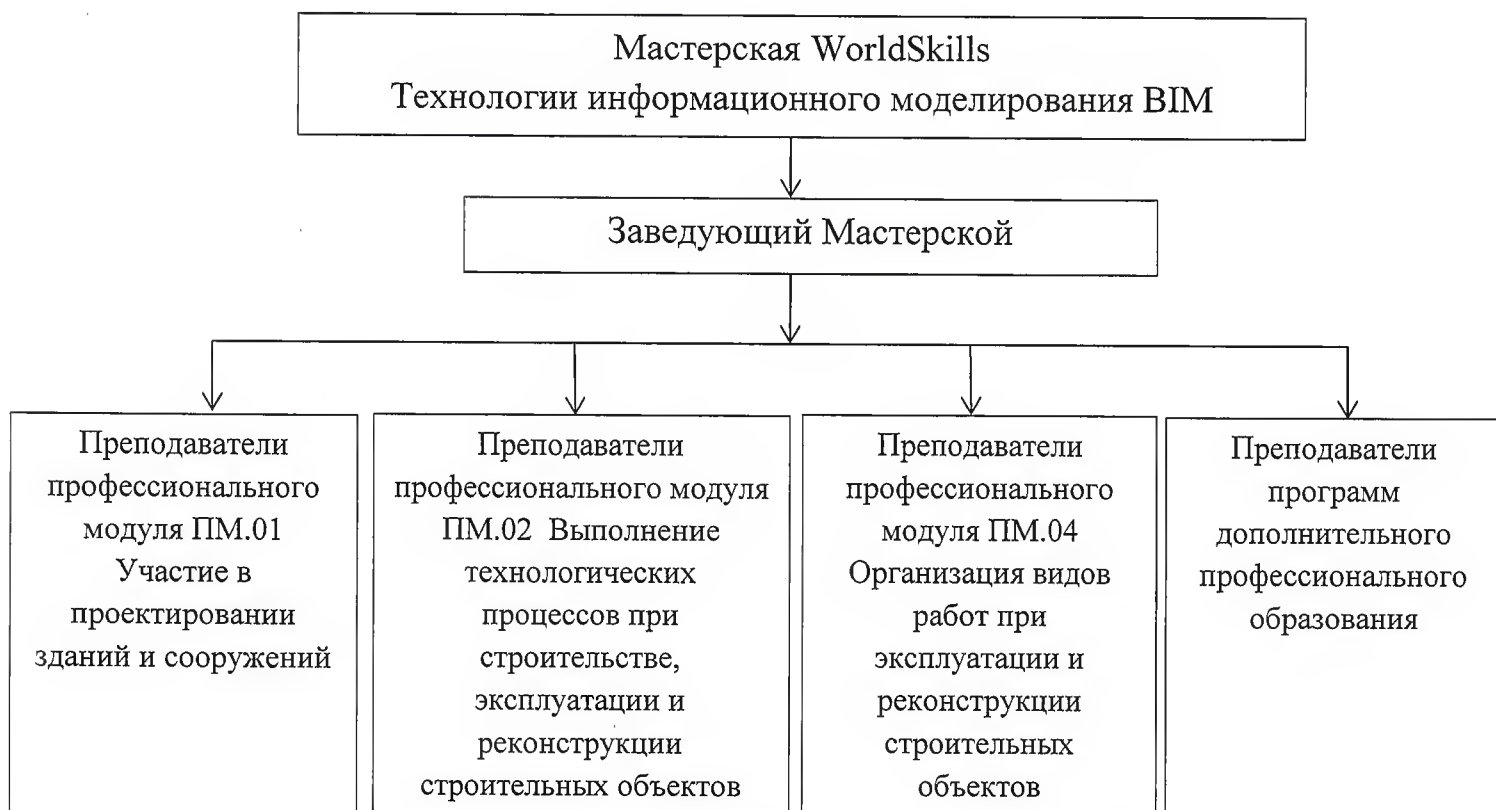 Мастерская WorldSkills
Технологии информационного моделирования BIM
Заведующий Мастерской
Преподаватели
профессионального
модуля ПМ.01
Участие в
проектировании
зданий и сооружений
Преподаватели
профессионального модуля
ПМ.02 Выполнение
технологических
процессов при
строительстве,
эксплуатации и
реконструкции
строительных объектов
Преподаватели
профессионального
модуля ПМ.04
Организация видов
работ при
эксплуатации и
реконструкции
строительных
объектов
Преподаватели
программ
дополнительного
профессионального
образования